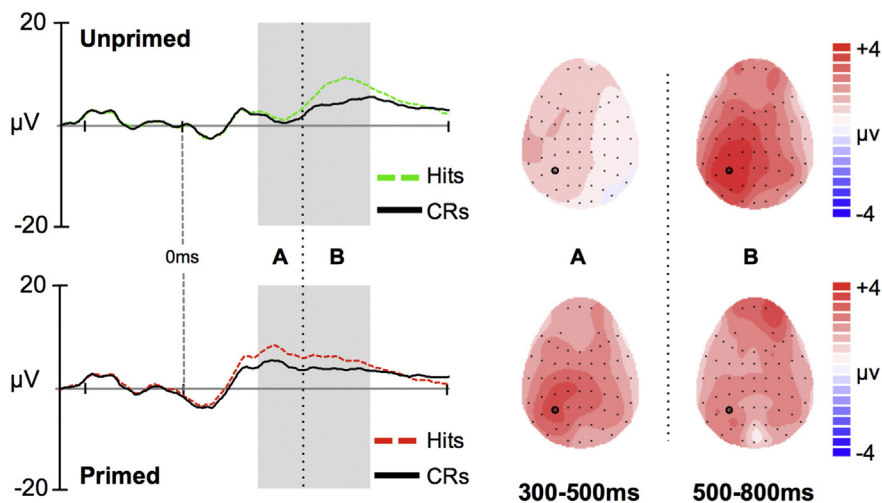 20
Unprimed
µV
Hits
CRs
-20
0ms
A
B
+4
µv
-4
A
B
20
µV
Hits
CRs
-20
Primed
+4
µv
-4
300-500ms
500-800ms